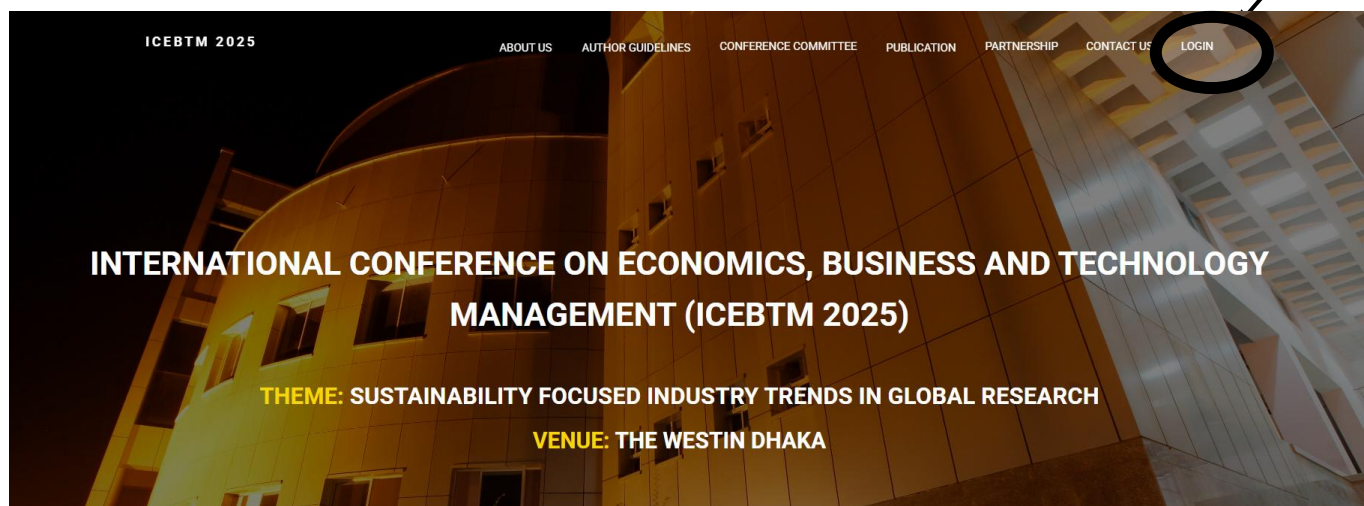 ICEBTM 2025
ABOUT US AUTHOR GUIDELINES CONFERENCE COMMITTEE PUBLICATION PARTNERSHIP CONTACT US LOGIN
INTERNATIONAL CONFERENCE ON ECONOMICS, BUSINESS AND TECHNOLOGY
MANAGEMENT (ICEBTM 2025)
THEME: SUSTAINABILITY FOCUSED INDUSTRY TRENDS IN GLOBAL RESEARCH
VENUE: THE WESTIN DHAKA